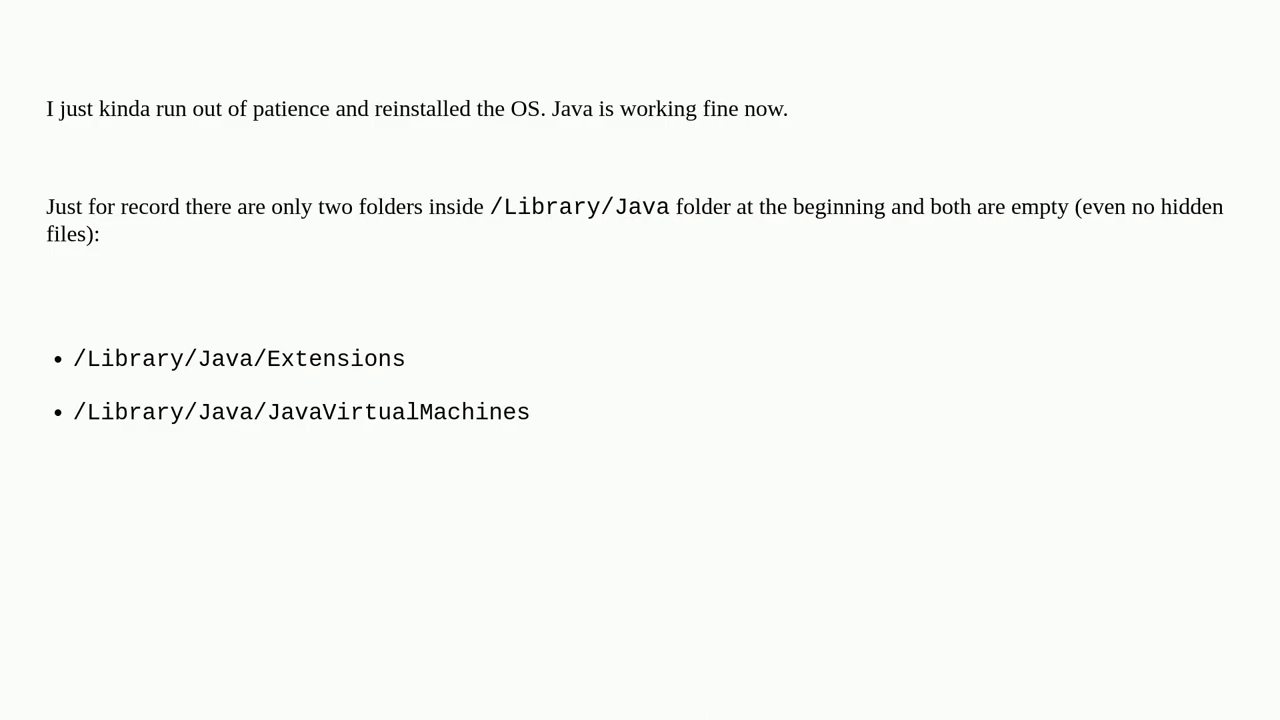 I just kinda run out of patience and reinstalled the OS. Java is working fine now.
Just for record there are only two folders inside /Library/Java folder at the beginning and both are empty (even no hidden
files):
• /Library/Java/Extensions
• /Library/Java/JavaVirtualMachines